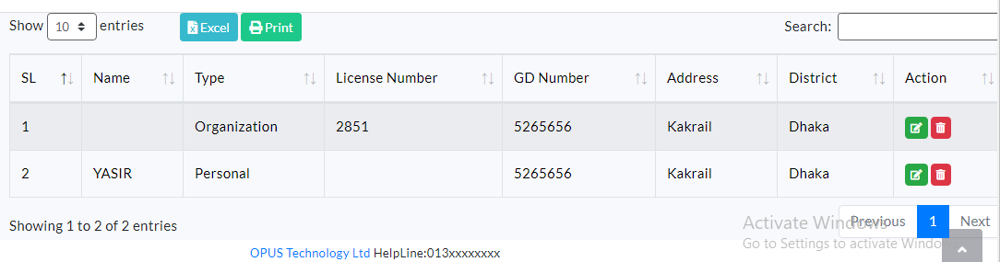 Show 10 entries Excel Print Search:
SL Name Type License Number GD Number Address District Action
1 Organization 2851 5265656 Kakrail Dhaka
2 YASIR Personal 5265656 Kakrail Dhaka
Showing 1 to 2 of 2 entries Previous 1 Next
Activate Windows
Go to Settings to activate Windo
OPUS Technology Ltd HelpLine:013xxxxxxxx